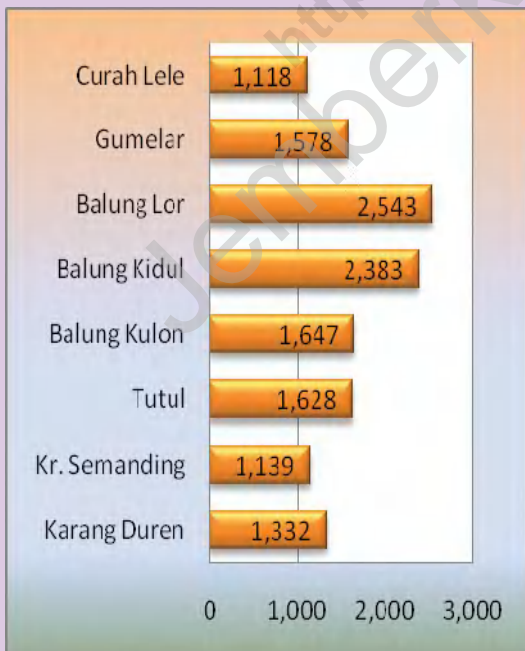 Curah Lele 1,118
Gumelar 1,578
Balung Lor 2,543
Balung Kidul 2,383
Balung Kulon 1,647
Tutul 1,628
Kr. Semanding 1,139
Karang Duren 1,332
0 1,000 2,000 3,000